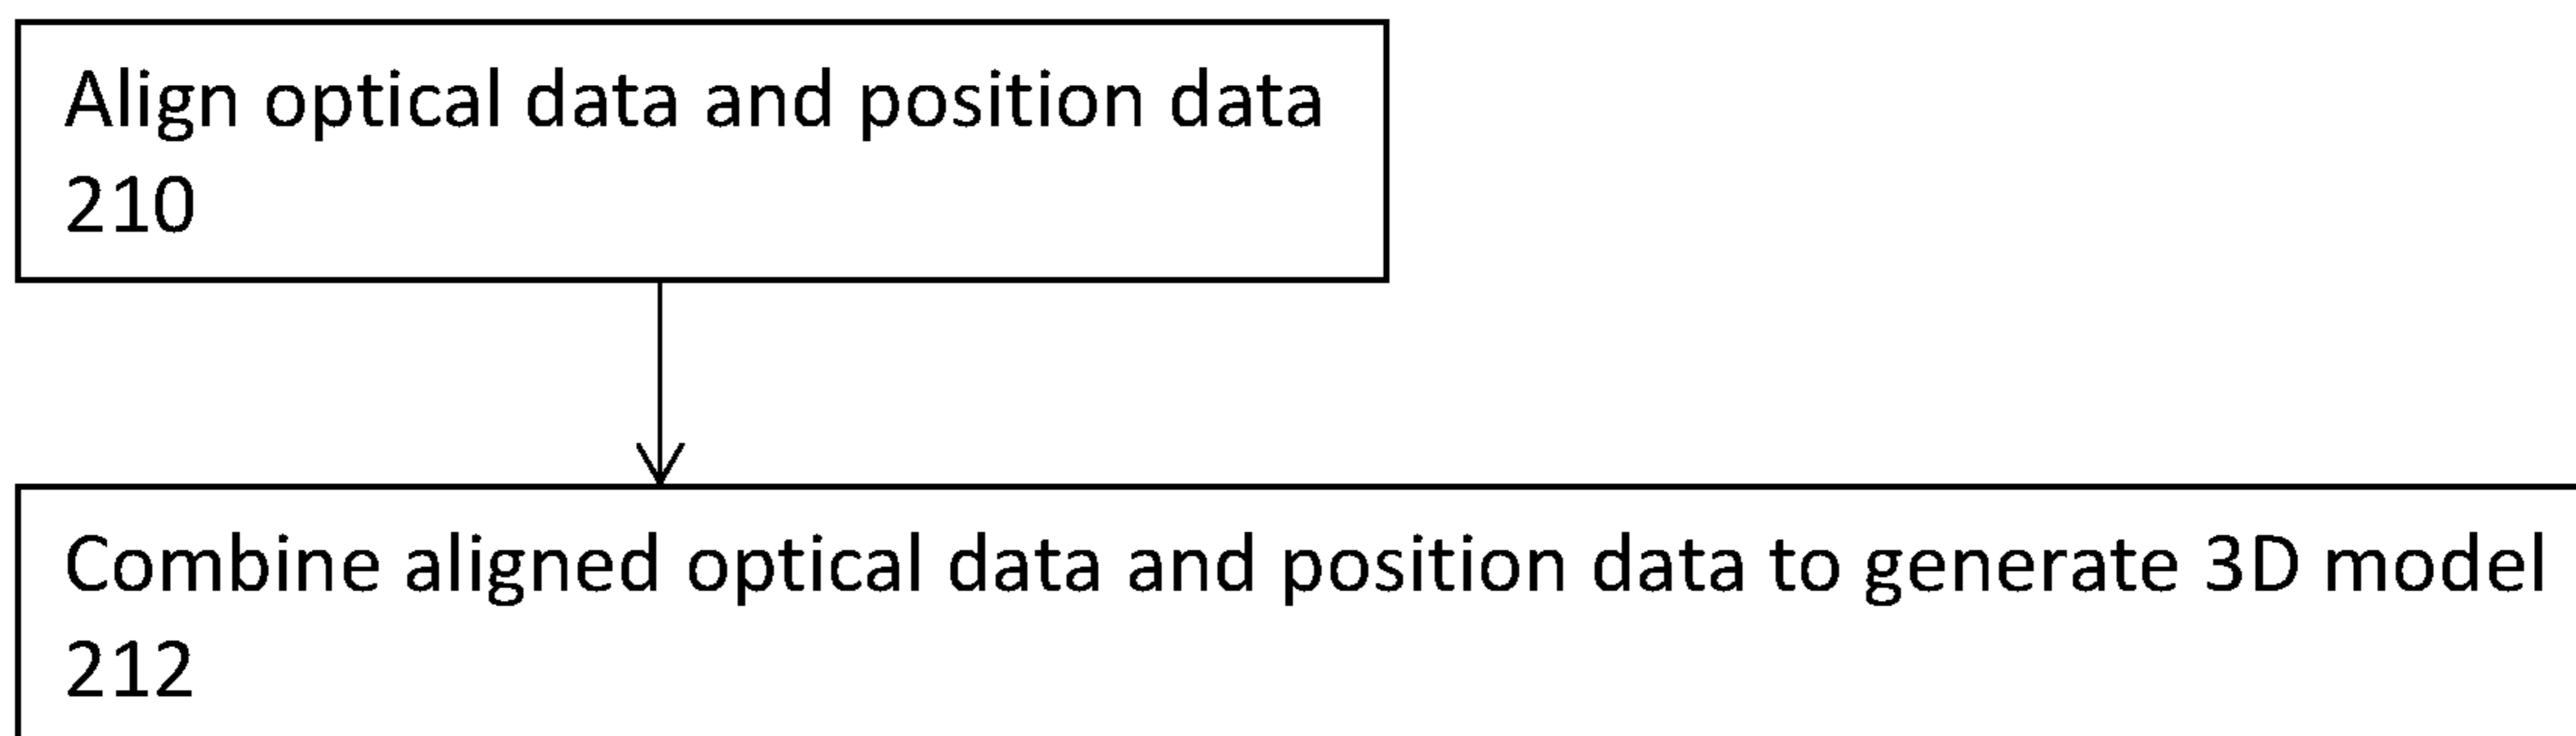 Align optical data and position data
210
Combine aligned optical data and position data to generate 3D model
212